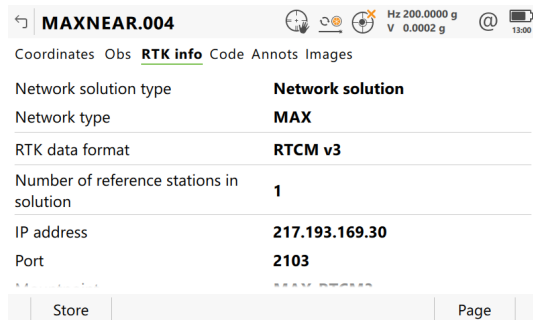 MAXNEAR.004
Hz 200.0000 g
V 0.0002 g
@
13:00
Coordinates Obs RTK info Code Annots Images
Network solution type Network solution
Network type MAX
RTK data format RTCM v3
Number of reference stations in
solution 1
IP address 217.193.169.30
Port 2103
Store Page